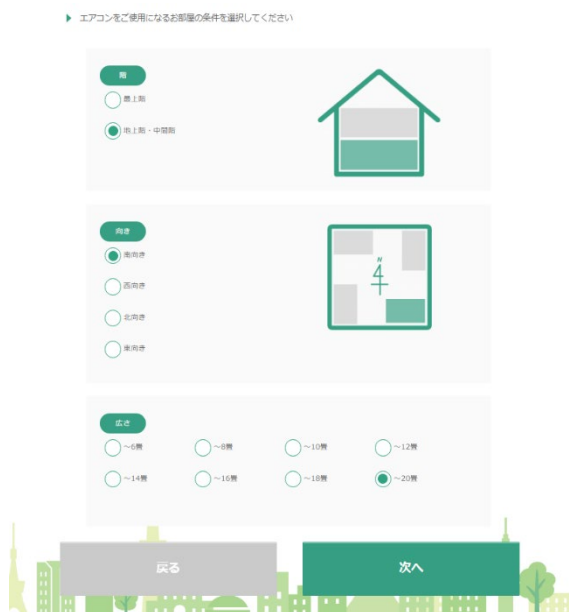 エアコンをご使用になるお部屋の条件を選択してください
階
最上階
地上階・中間階
向き
南向き
N
西向き
北向き
東向き
広さ
～6畳 ～8畳 ～10畳 ～12畳
～14畳 ～16畳 ～18畳 ～20畳
戻る 次へ